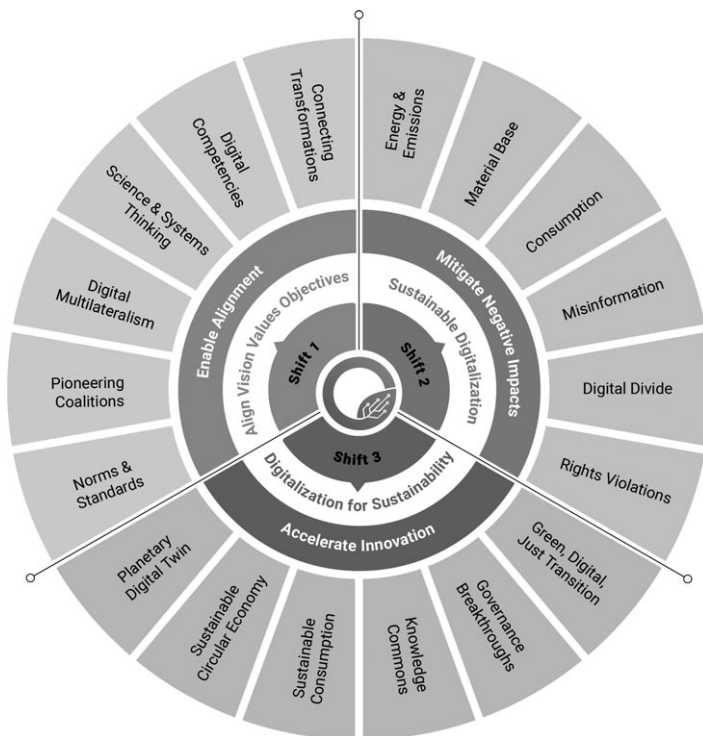 Connecting
Transformations
Digital
Competencies
Science & Systems
Thinking
Digital
Multilateralism
Pioneering
Coalitions
Norms &
Standards
Energy &
Emissions
Material Base
Consumption
Misinformation
Digital Divide
Rights Violations
Green, Digital,
Just Transition
Governance
Breakthroughs
Knowledge
Commons
Sustainable
Consumption
Sustainable
Circular Economy
Planetary
Digital Twin
Enable Alignment
Mitigate Negative Impacts
Accelerate Innovation
Align Vision Values Objectives
Sustainable Digitalization
Digitalization for Sustainability
Shift 1
Shift 2
Shift 3